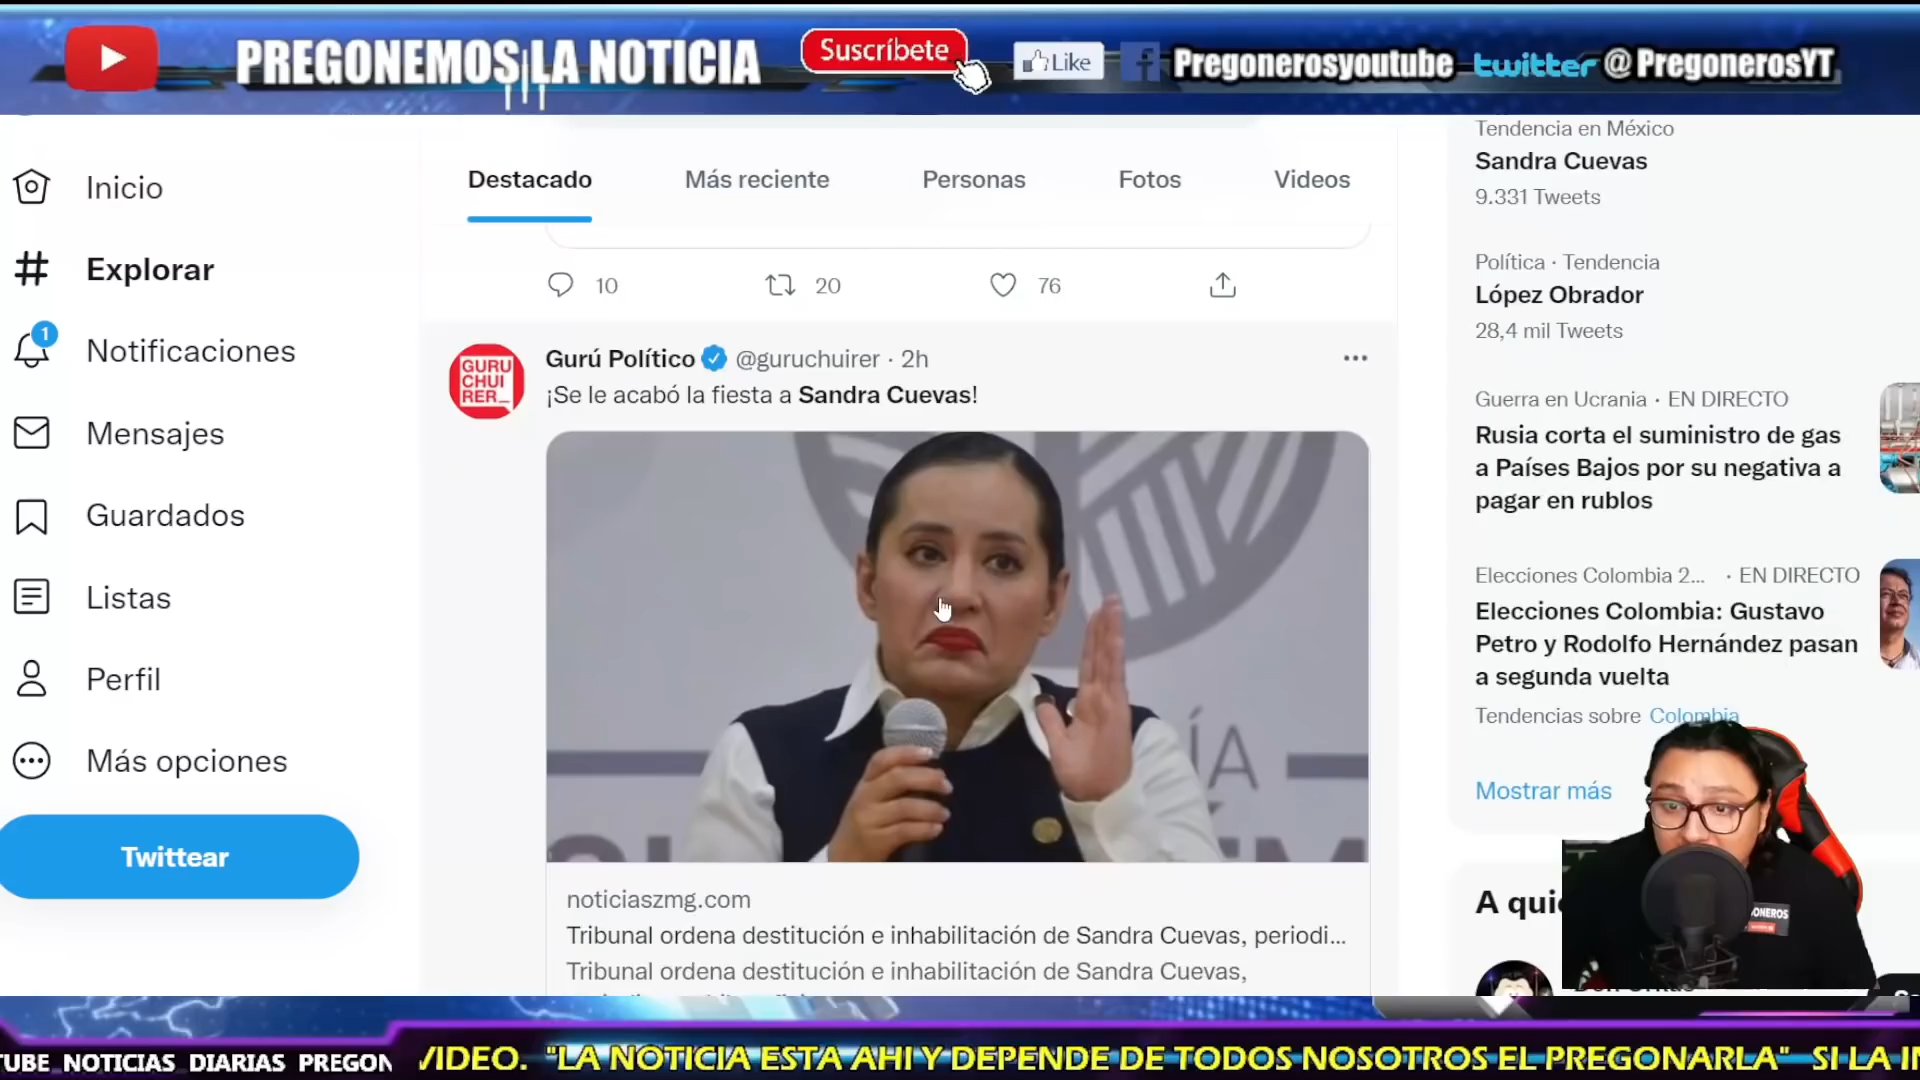 PREGONEMOS LA NOTICIA
Suscríbete
Like
Pregonerosyoutube
twitter @PregonerosYT
Inicio
Explorar
1
Notificaciones
Mensajes
Guardados
Listas
Perfil
Más opciones
Twittear
Destacado
Más reciente
Personas
Fotos
Videos
10
20
76
GURU
CHUI
RER_
Gurú Político @guruchuirer · 2h
¡Se le acabó la fiesta a Sandra Cuevas!
ÍA
noticiaszmg.com
Tribunal ordena destitución e inhabilitación de Sandra Cuevas, periodi...
Tribunal ordena destitución e inhabilitación de Sandra Cuevas,
Tendencia en México
Sandra Cuevas
9.331 Tweets
Política · Tendencia
López Obrador
28,4 mil Tweets
Guerra en Ucrania · EN DIRECTO
Rusia corta el suministro de gas
a Países Bajos por su negativa a
pagar en rublos
Elecciones Colombia 2... · EN DIRECTO
Elecciones Colombia: Gustavo
Petro y Rodolfo Hernández pasan
a segunda vuelta
Tendencias sobre Colombia
Mostrar más
A qui
ONEROS
TUBE NOTICIAS DIARIAS PREGON
VIDEO. "LA NOTICIA ESTA AHI Y DEPENDE DE TODOS NOSOTROS EL PREGONARLA" SI LA IN